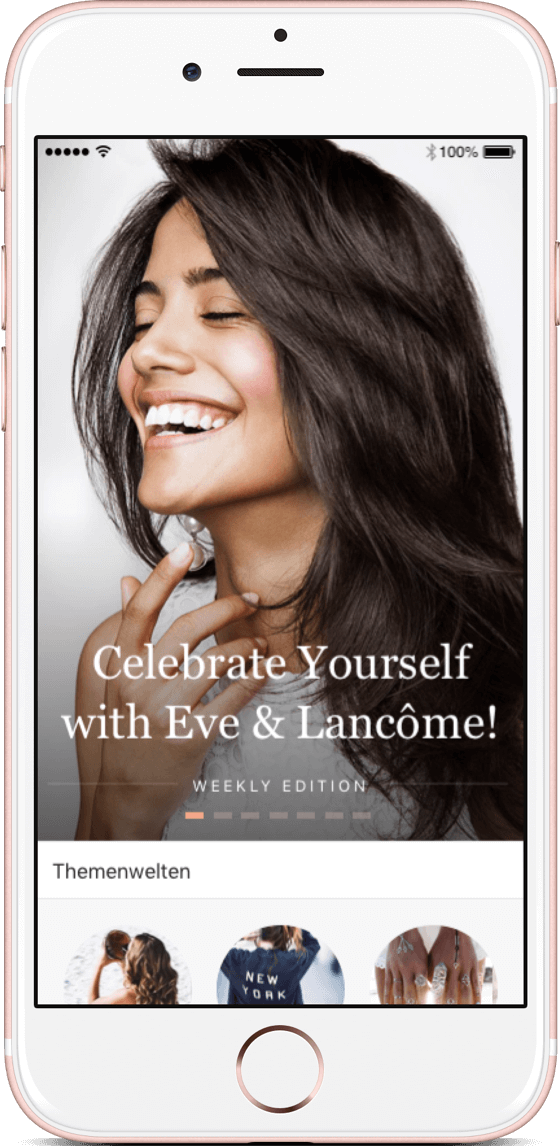 100%
Celebrate Yourself
with Eve & Lancôme!
WEEKLY EDITION
Themenwelten
NEW
YORK